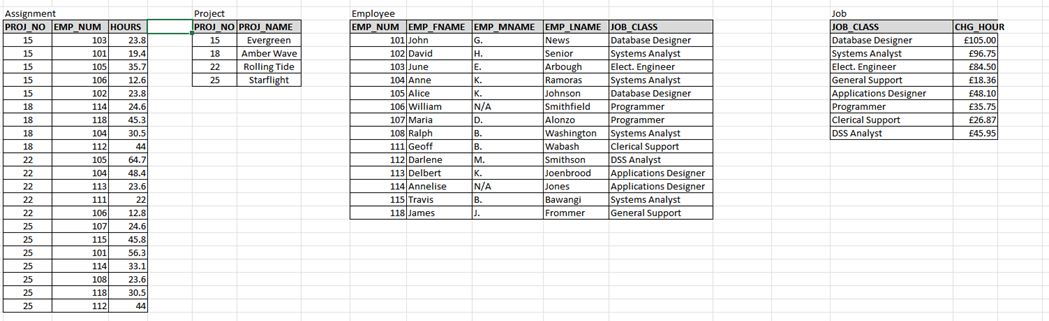 Assignment Project Employee Job
PROJ_NO EMP_NUM HOURS PROJ_NO PROJ_NAME EMP_NUM EMP_FNAME EMP_MNAME EMP_LNAME JOB_CLASS JOB_CLASS CHG_HOUR
15 103 23.8 15 Evergreen 101 John G. News Database Designer Database Designer £105.00
15 101 19.4 18 Amber Wave 102 David H. Senior Systems Analyst Systems Analyst £96.75
15 105 35.7 22 Rolling Tide 103 June E. Arbough Elect. Engineer Elect. Engineer £84.50
15 106 12.6 25 Starflight 104 Anne K. Ramoras Systems Analyst General Support £18.36
15 102 23.8 105 Alice K. Johnson Database Designer Applications Designer £48.10
18 114 24.6 106 William N/A Smithfield Programmer Programmer £35.75
18 118 45.3 107 Maria D. Alonzo Programmer Clerical Support £26.87
18 104 30.5 108 Ralph B. Washington Systems Analyst DSS Analyst £45.95
18 112 44 111 Geoff B. Wabash Clerical Support
22 105 64.7 112 Darlene M. Smithson DSS Analyst
22 104 48.4 113 Delbert K. Joenbrood Applications Designer
22 113 23.6 114 Annelise N/A Jones Applications Designer
22 111 22 115 Travis B. Bawangi Systems Analyst
22 106 12.8 118 James J. Frommer General Support
25 107 24.6
25 115 45.8
25 101 56.3
25 114 33.1
25 108 23.6
25 118 30.5
25 112 44